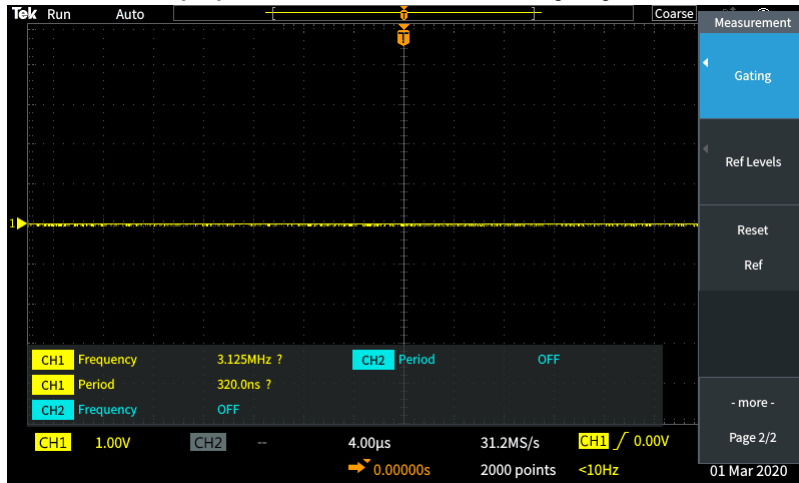 Tek Run Auto [ ] Coarse
T
Measurement
Gating
Ref Levels
Reset
Ref
- more -
Page 2/2
1
CH1 Frequency 3.125MHz ? CH2 Period OFF
CH1 Period 320.0ns ?
CH2 Frequency OFF
CH1 1.00V CH2 -- 4.00µs 31.2MS/s CH1 0.00V
0.00000s 2000 points <10Hz 01 Mar 2020